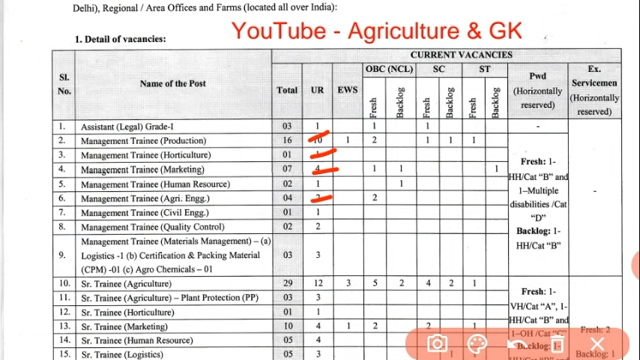 Delhi), Regional / Area Offices and Farms (located all over India):
YouTube - Agriculture & GK
1. Detail of vacancies:
Sl. No. Name of the Post CURRENT VACANCIES
Total UR EWS OBC (NCL) SC ST Pwd (Horizontally reserved) Ex. Servicemen (Horizontally reserved)
Fresh Backlog Fresh Backlog Fresh Backlog
1. Assistant (Legal) Grade-I 03 1 1 1 -
2. Management Trainee (Production) 16 10 1 2 1 1 1
3. Management Trainee (Horticulture) 01
4. Management Trainee (Marketing) 07 4 1 1 1
5. Management Trainee (Human Resource) 02 1 1
6. Management Trainee (Agri. Engg.) 04 2 2
7. Management Trainee (Civil Engg.) 01 1
8. Management Trainee (Quality Control) 02 2
9. Management Trainee (Materials Management) – (a) Logistics -1 (b) Certification & Packing Material (CPM) -01 (c) Agro Chemicals – 01 03 3
Fresh: 1-
HH/Cat “B” and
1–Multiple
disabilities /Cat
“D”
Backlog: 1-
HH/Cat “B”
-
10. Sr. Trainee (Agriculture) 29 12 3 5 2 4 2 1
11. Sr. Trainee (Agriculture) – Plant Protection (PP) 03 3
12. Sr. Trainee (Horticulture) 01 1
13. Sr. Trainee (Marketing) 10 4 1 2 2 1
14. Sr. Trainee (Human Resource) 05 4
15. Sr. Trainee (Logistics) 05 3
Fresh: 1-
VH/Cat “A”, 1-
HH/Cat “B” and
1–OH /Cat “C”
Backlog: 1-
Fresh: 2
Backlog: 1